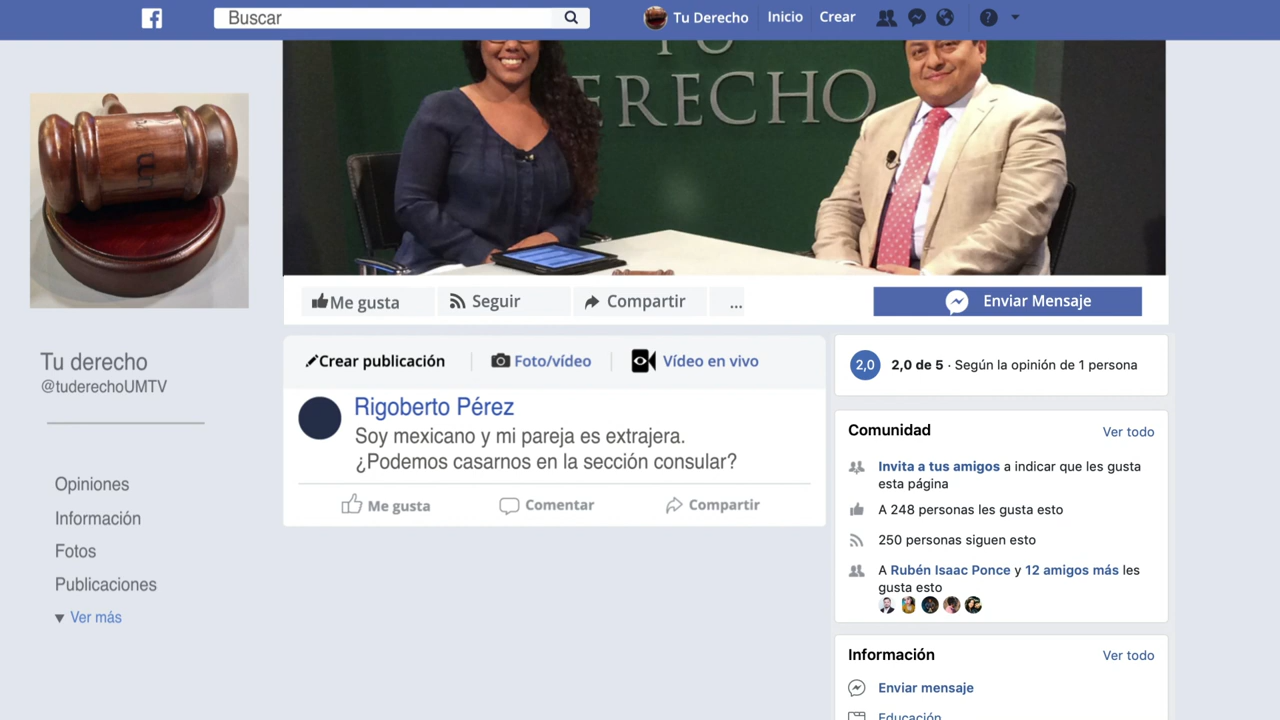 Buscar
Tu Derecho
Inicio
Crear
TU
DERECHO
Me gusta
Seguir
Compartir
...
Enviar Mensaje
Tu derecho
@tuderechoUMTV
Opiniones
Información
Fotos
Publicaciones
Ver más
Crear publicación
Foto/vídeo
Vídeo en vivo
Rigoberto Pérez
Soy mexicano y mi pareja es extrajera.
¿Podemos casarnos en la sección consular?
Me gusta
Comentar
Compartir
2,0
2,0 de 5 · Según la opinión de 1 persona
Comunidad
Ver todo
Invita a tus amigos a indicar que les gusta
esta página
A 248 personas les gusta esto
250 personas siguen esto
A Rubén Isaac Ponce y 12 amigos más les
gusta esto
Información
Ver todo
Enviar mensaje
Educación